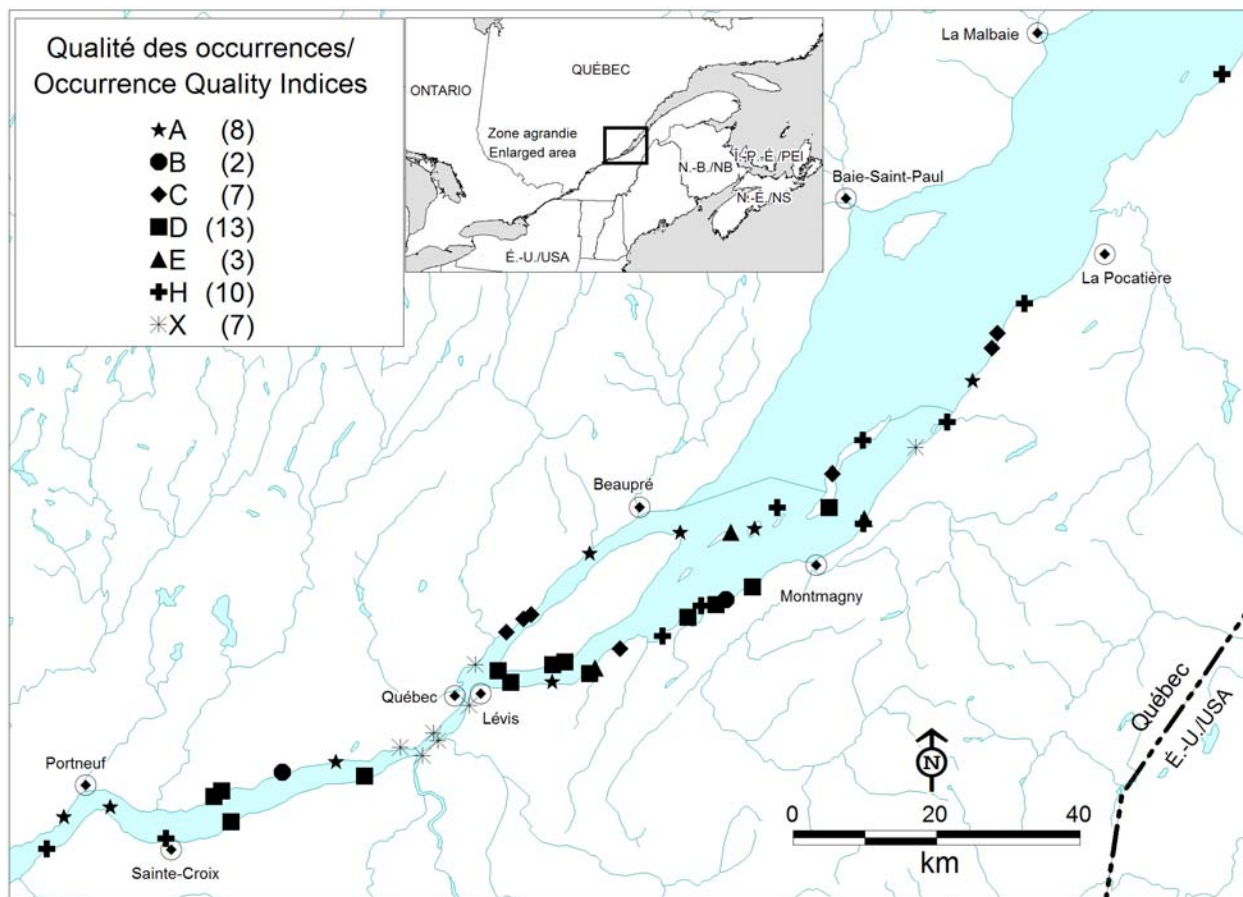 Qualité des occurrences/
Occurrence Quality Indices
A (8)
B (2)
C (7)
D (13)
E (3)
H (10)
X (7)
QUÉBEC
ONTARIO
Zone agrandie
Enlarged area
N.-B./NB
Î.-P.-É/PEI
N.-É./NS
É.-U./USA
La Malbaie
Baie-Saint-Paul
La Pocatière
Beaupré
Montmagny
Québec
Lévis
Portneuf
Sainte-Croix
Québec
É.-U./USA
N
0 20 40
km